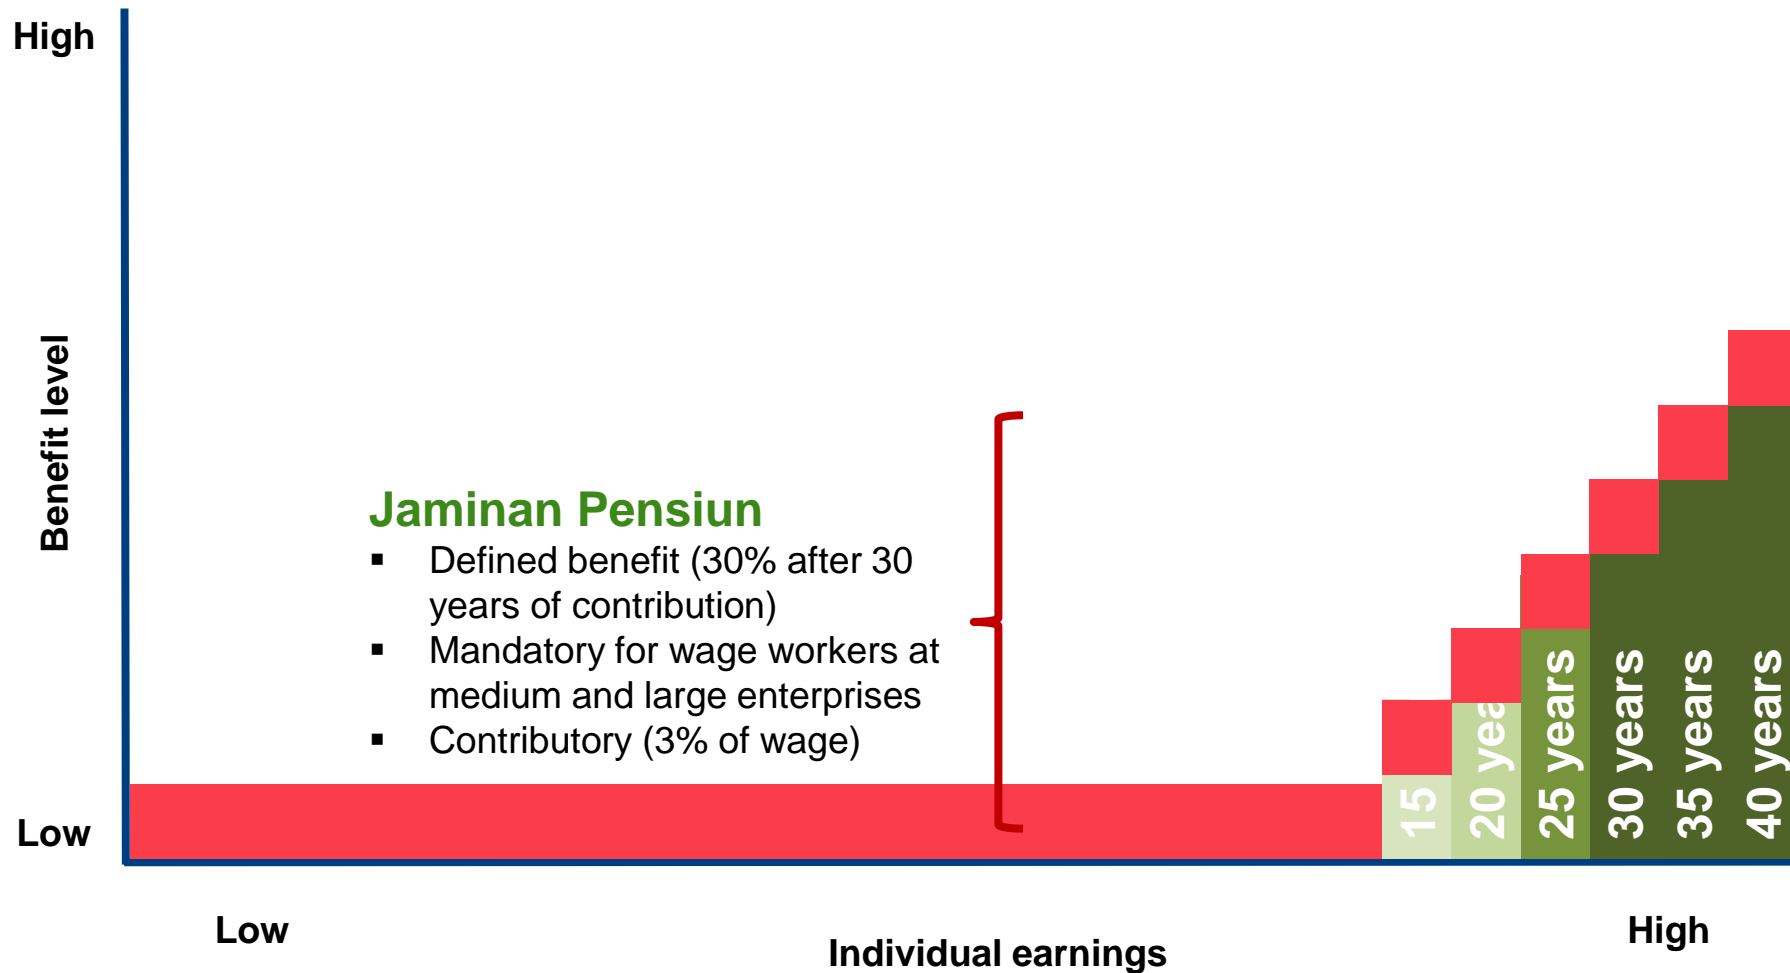 High
Benefit level
Jaminan Pensiun
▪ Defined benefit (30% after 30
years of contribution)
▪ Mandatory for wage workers at
medium and large enterprises
▪ Contributory (3% of wage)
15
20 yea
25 years
30 years
35 years
40 years
Low
Low
High
Individual earnings